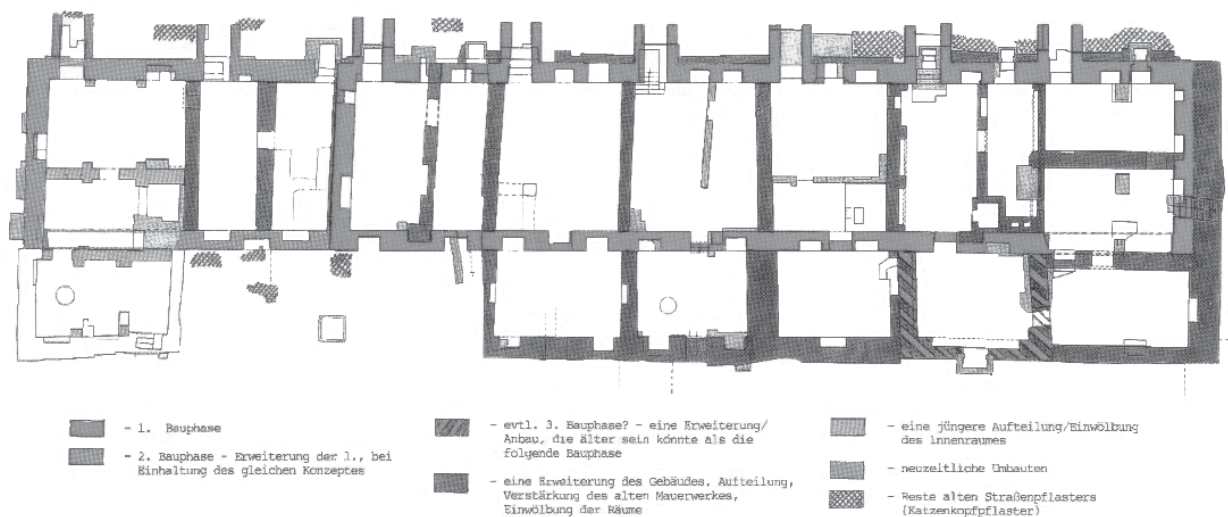 - 1. Bauphase
- 2. Bauphase - Erweiterung der 1., bei
Einhaltung des gleichen Konzeptes
- evtl. 3. Bauphase? - eine Erweiterung/
Anbau, die älter sein könnte als die
folgende Bauphase
- eine Erweiterung des Gebäudes, Aufteilung,
Verstärkung des alten Mauerwerkes,
Einwölbung der Räume
- eine jüngere Aufteilung/Einwölbung
des Innenraumes
- neuzeitliche Umbauten
- Reste alten Straßenpflasters
(Katzenkopfpflaster)